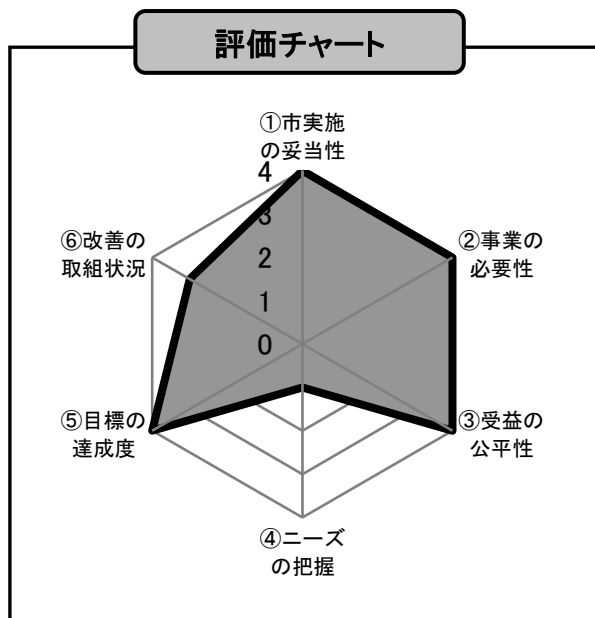 評価チャート
①市実施
の妥当性
4
3
2
1
0
②事業の
必要性
③受益の
公平性
④ニーズ
の把握
⑤目標の
達成度
⑥改善の
取組状況